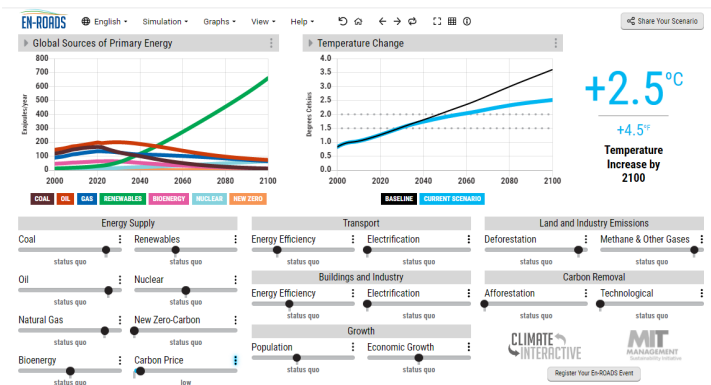 EN-ROADS English Simulation Graphs View Help Share Your Scenario
Global Sources of Primary Energy
Exajoules/year
800
700
600
500
400
300
200
100
0
2000 2020 2040 2060 2080 2100
COAL OIL GAS RENEWABLES BIOENERGY NUCLEAR NEW ZERO
Temperature Change
Degrees Celsius
4.0
3.5
3.0
2.5
2.0
1.5
1.0
0.5
0.0
2000 2020 2040 2060 2080 2100
BASELINE CURRENT SCENARIO
+2.5°C
+4.5°F
Temperature
Increase by
2100
Energy Supply
Coal Renewables
status quo status quo
Oil Nuclear
status quo status quo
Natural Gas New Zero-Carbon
status quo status quo
Bioenergy Carbon Price
status quo low
Transport
Energy Efficiency Electrification
status quo status quo
Buildings and Industry
Energy Efficiency Electrification
status quo status quo
Growth
Population Economic Growth
status quo status quo
Land and Industry Emissions
Deforestation Methane & Other Gases
status quo status quo
Carbon Removal
Afforestation Technological
status quo status quo
CLIMATE
INTERACTIVE
MIT
MANAGEMENT
Sustainability Initiative
Register Your En-ROADS Event